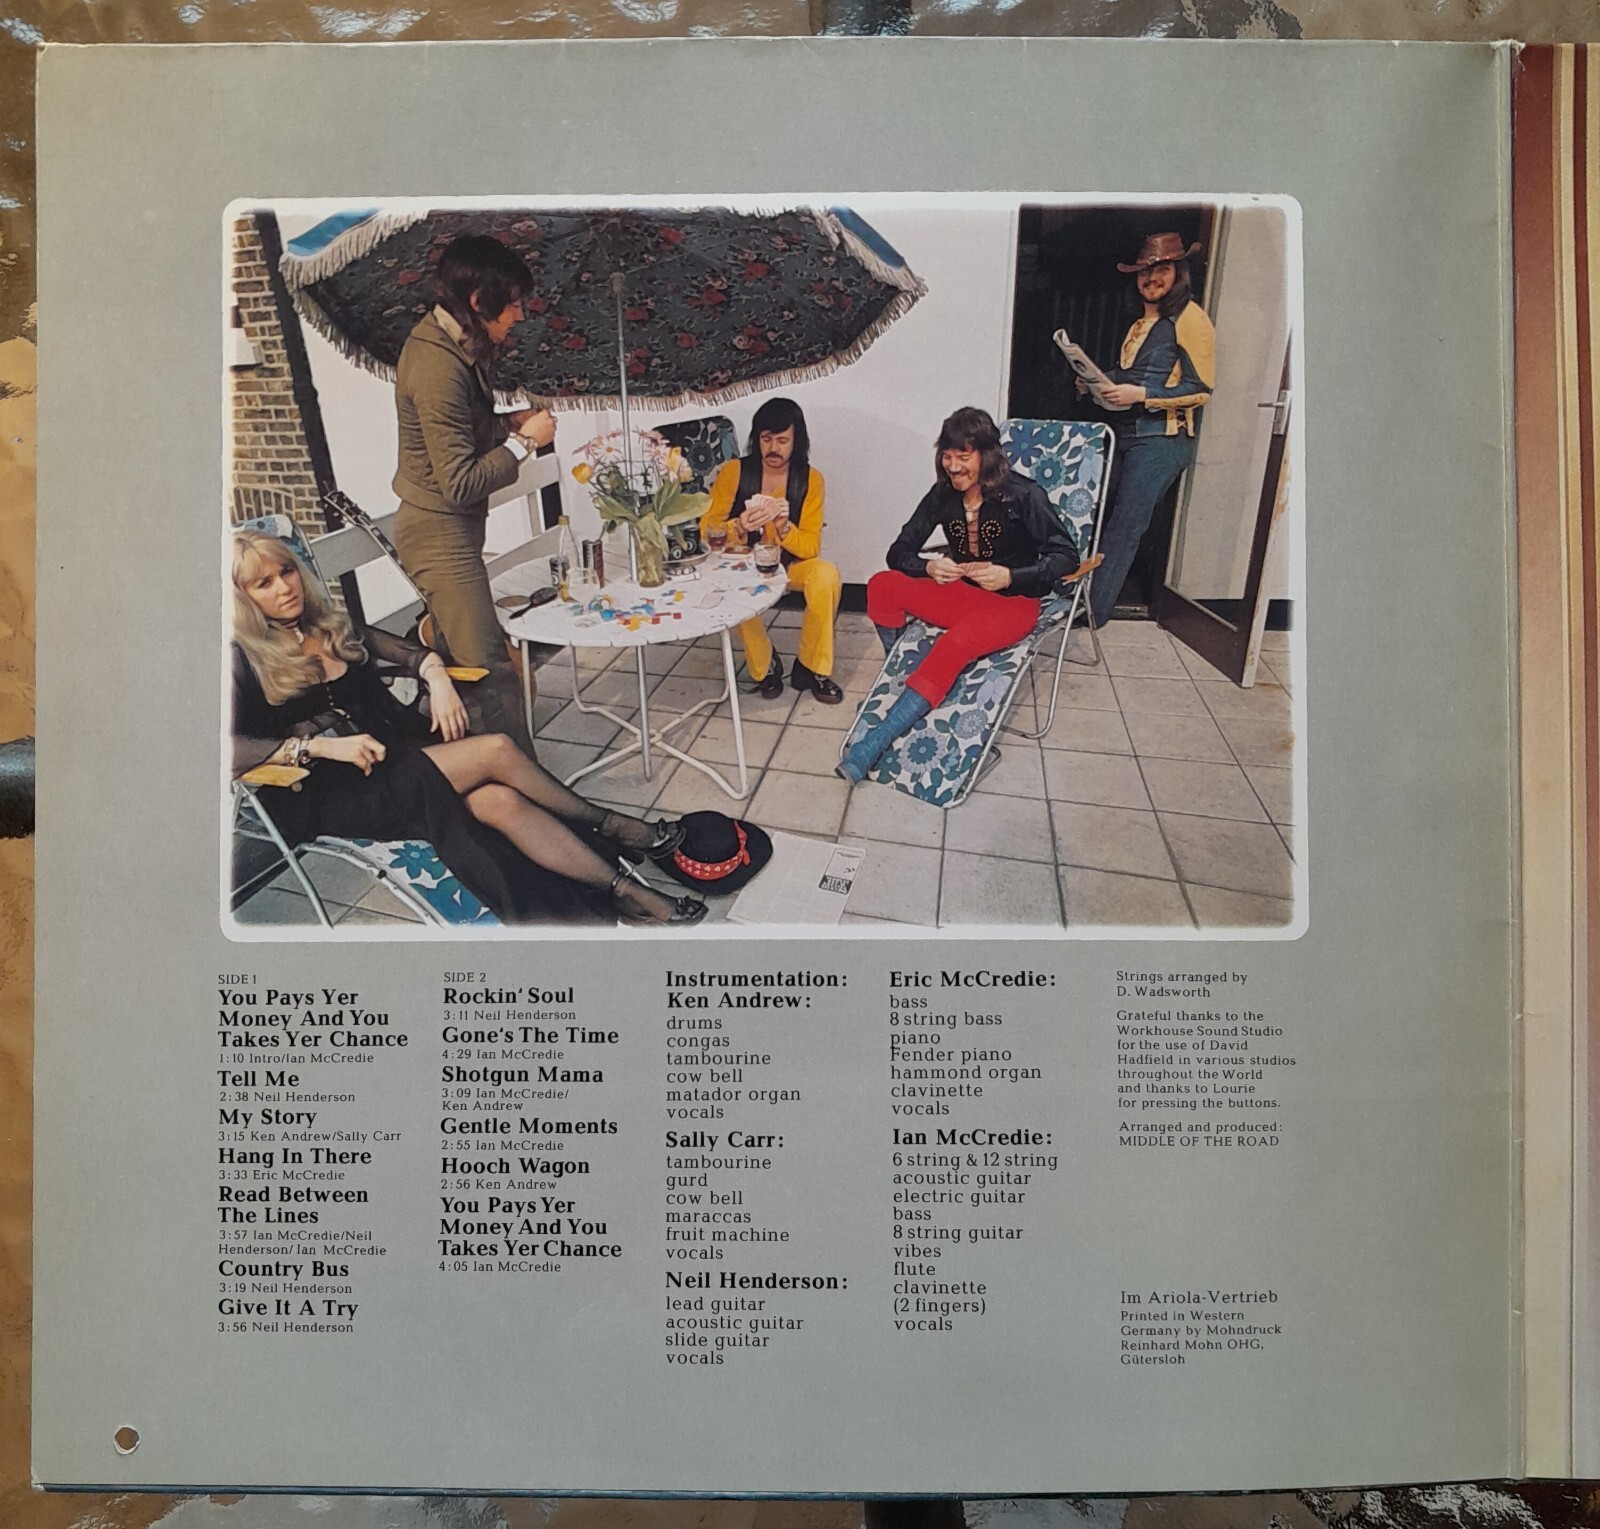 SIDE 1
You Pays Yer
Money And You
Takes Yer Chance
1:10 Intro/Ian McCredie
Tell Me
2:38 Neil Henderson
My Story
3:15 Ken Andrew/Sally Carr
Hang In There
3:33 Eric McCredie
Read Between
The Lines
3:57 Ian McCredie/Neil
Henderson/ Ian McCredie
Country Bus
3:19 Neil Henderson
Give It A Try
3:56 Neil Henderson
SIDE 2
Rockin' Soul
3:11 Neil Henderson
Gone's The Time
4:29 Ian McCredie
Shotgun Mama
3:09 Ian McCredie/
Ken Andrew
Gentle Moments
2:55 Ian McCredie
Hooch Wagon
2:56 Ken Andrew
You Pays Yer
Money And You
Takes Yer Chance
4:05 Ian McCredie
Instrumentation:
Ken Andrew:
drums
congas
tambourine
cow bell
matador organ
vocals
Sally Carr:
tambourine
gurd
cow bell
maraccas
fruit machine
vocals
Neil Henderson:
lead guitar
acoustic guitar
slide guitar
vocals
Eric McCredie:
bass
8 string bass
piano
Fender piano
hammond organ
clavinette
vocals
Ian McCredie:
6 string & 12 string
acoustic guitar
electric guitar
bass
8 string guitar
vibes
flute
clavinette
(2 fingers)
vocals
Strings arranged by
D. Wadsworth
Grateful thanks to the
Workhouse Sound Studio
for the use of David
Hadfield in various studios
throughout the World
and thanks to Lourie
for pressing the buttons.
Arranged and produced:
MIDDLE OF THE ROAD
Im Ariola-Vertrieb
Printed in Western
Germany by Mohndruck
Reinhard Mohn OHG,
Gütersloh